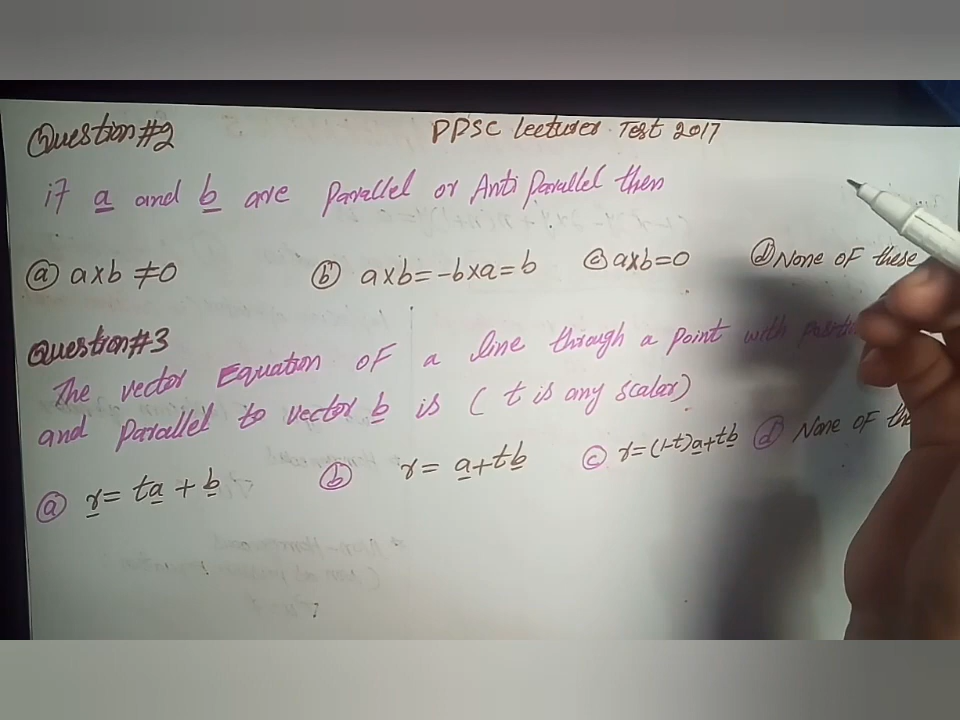 Question#2 PPSC lectures Test 2017
if a and b are Parallel or Anti Parallel then
(a) a×b ≠0 (b) a×b=-b×a=b (c) a×b=0 (d) None of these
Question#3
The vector Equation OF a line through a point with
and Parallel to vector b is (t is any scalar)
(a) r= ta + b (b) r= a+tb (c) r=(1-t)a+tb (d) None OF